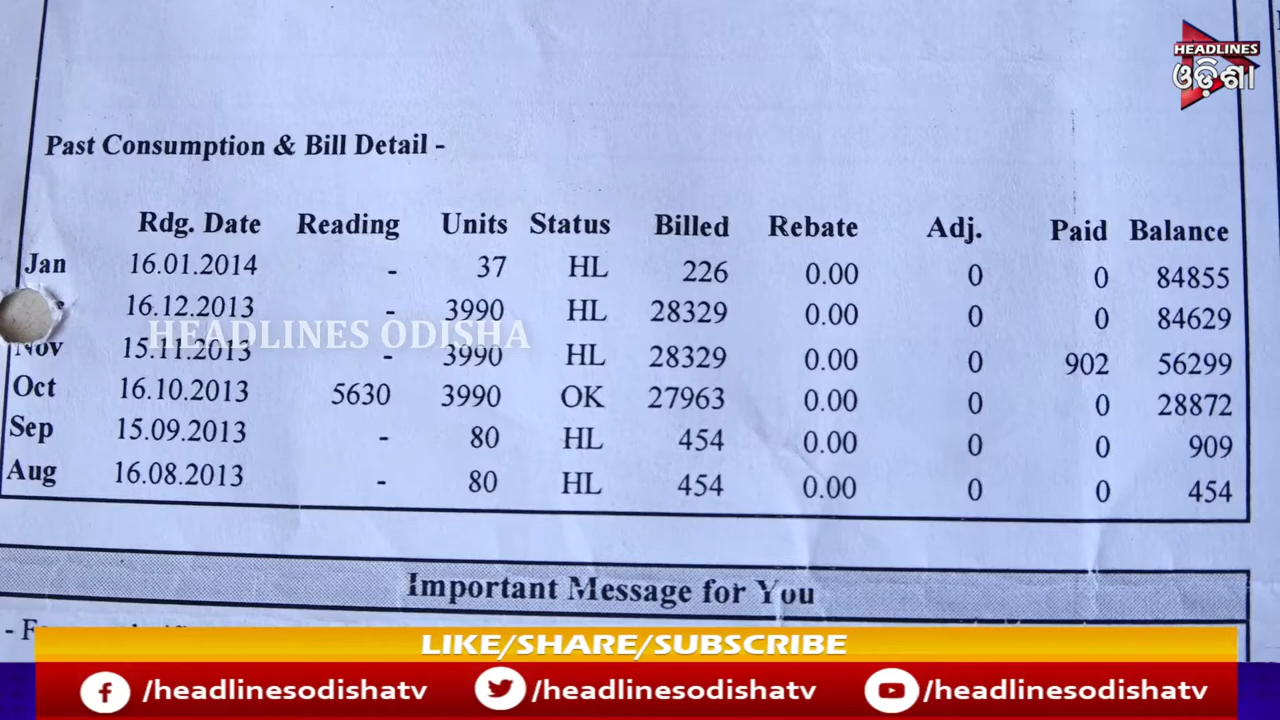 HEADLINES
ଓଡ଼ିଶା
Past Consumption & Bill Detail -
Rdg. Date Reading Units Status Billed Rebate Adj. Paid Balance
Jan 16.01.2014 - 37 HL 226 0.00 0 0 84855
16.12.2013 - 3990 HL 28329 0.00 0 0 84629
HEADLINES ODISHA
Nov 15.11.2013 - 3990 HL 28329 0.00 0 902 56299
Oct 16.10.2013 5630 3990 OK 27963 0.00 0 0 28872
Sep 15.09.2013 - 80 HL 454 0.00 0 0 909
Aug 16.08.2013 - 80 HL 454 0.00 0 0 454
Important Message for You
LIKE/SHARE/SUBSCRIBE
/headlinesodishatv /headlinesodishatv /headlinesodishatv